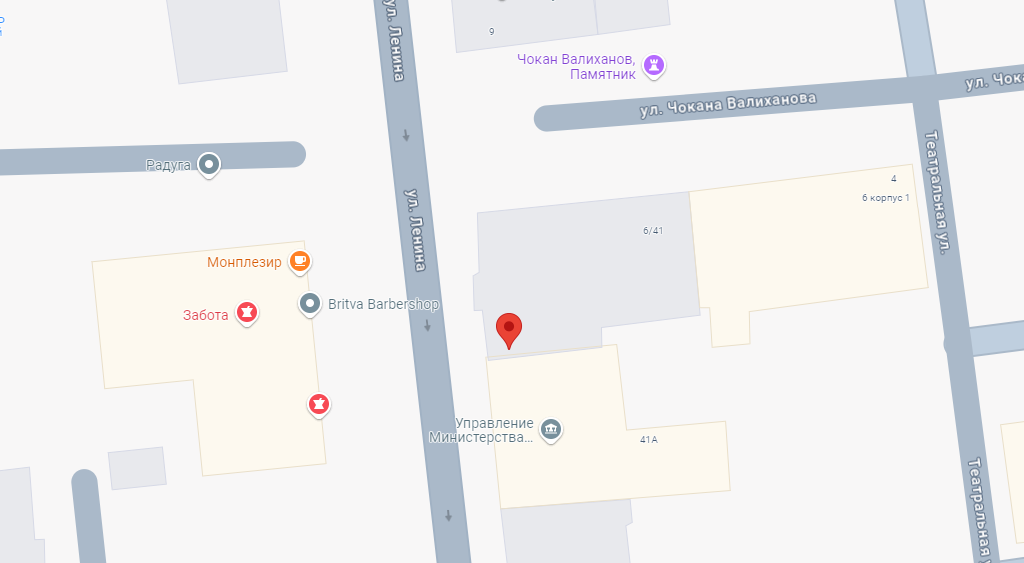 ул. Ленина
9
Чокан Валиханов,
Памятник
ул. Чока
ул. Чокана Валиханова
Радуга
Театральная ул.
4
6 корпус 1
ул. Ленина
6/41
Монплезир
Britva Barbershop
Забота
Управление
Министерства...
41А
Театральная у